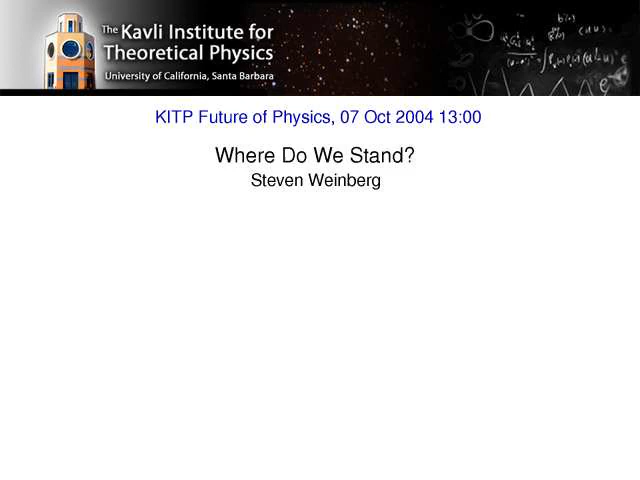 The Kavli Institute for
Theoretical Physics
University of California, Santa Barbara
KITP Future of Physics, 07 Oct 2004 13:00
Where Do We Stand?
Steven Weinberg